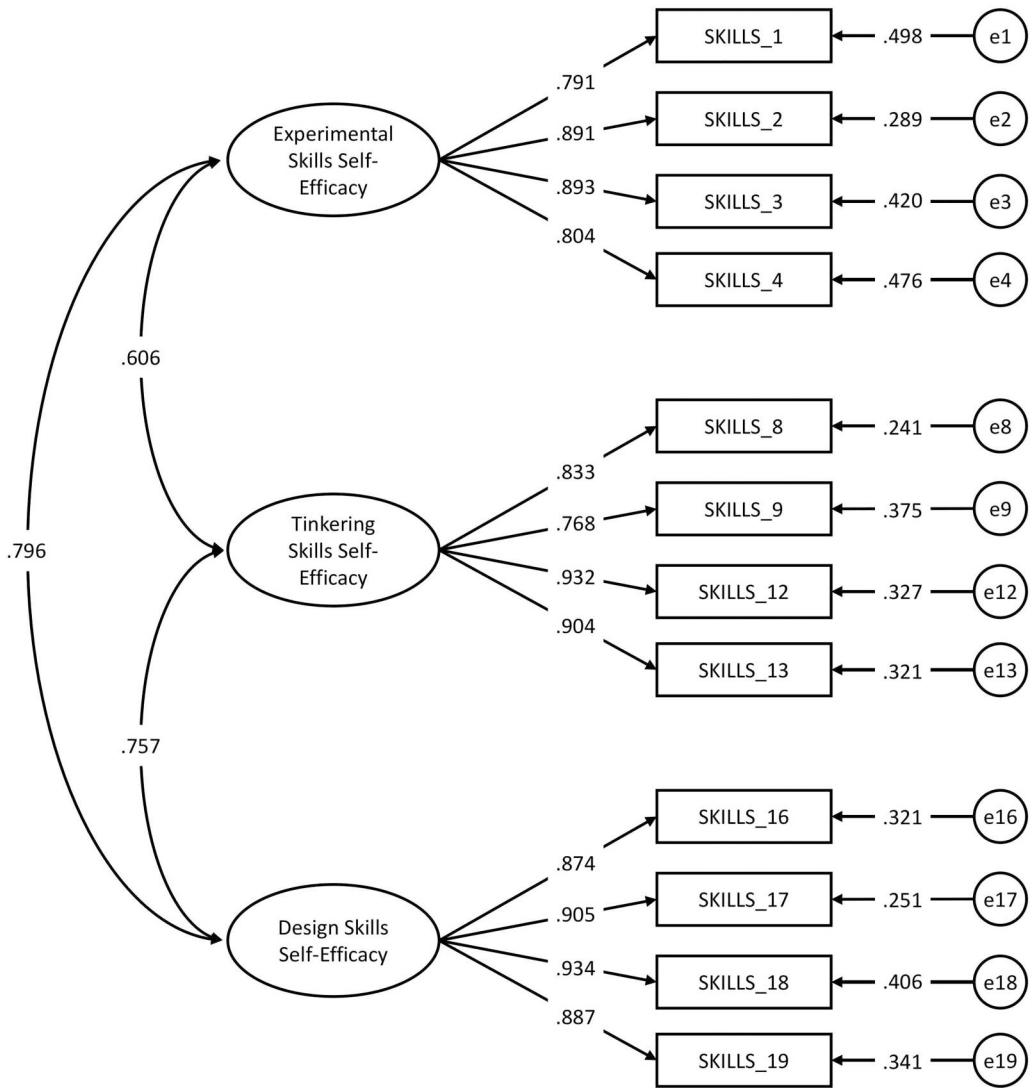 SKILLS_1
.498
e1
.791
Experimental
Skills Self-
Efficacy
.891
SKILLS_2
.289
e2
.893
SKILLS_3
.420
e3
.804
SKILLS_4
.476
e4
.606
SKILLS_8
.241
e8
.833
.796
Tinkering
Skills Self-
Efficacy
.768
SKILLS_9
.375
e9
.932
SKILLS_12
.327
e12
.904
SKILLS_13
.321
e13
.757
SKILLS_16
.321
e16
.874
Design Skills
Self-Efficacy
.905
SKILLS_17
.251
e17
.934
SKILLS_18
.406
e18
.887
SKILLS_19
.341
e19